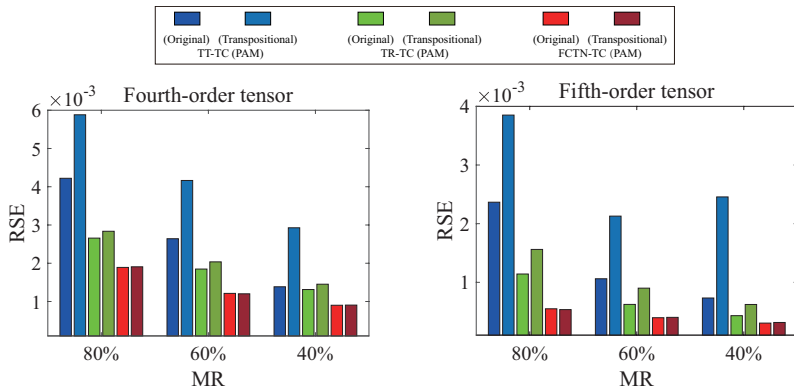 (Original) (Transpositional) (Original) (Transpositional) (Original) (Transpositional)
TT-TC (PAM) TR-TC (PAM) FCTN-TC (PAM)
×10⁻³ Fourth-order tensor
6
5
4
3
2
1
RSE
80% 60% 40%
MR
×10⁻³ Fifth-order tensor
4
3
2
1
RSE
80% 60% 40%
MR